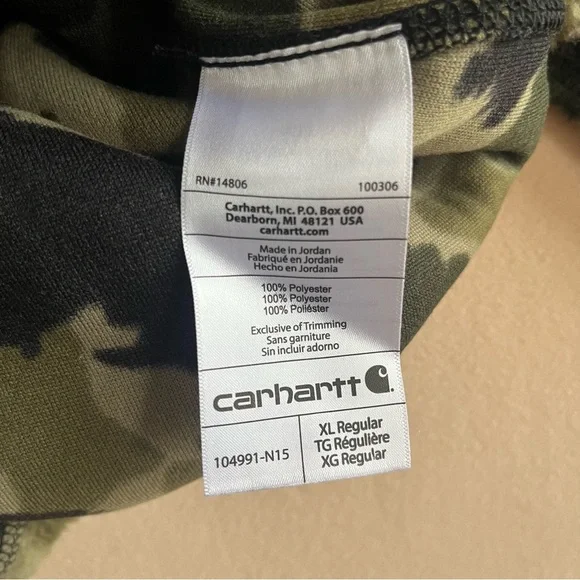 RN#14806 100306
Carhartt, Inc. P.O. Box 600
Dearborn, MI 48121 USA
carhartt.com
Made in Jordan
Fabriqué en Jordanie
Hecho en Jordania
100% Polyester
100% Polyester
100% Poliéster
Exclusive of Trimming
Sans garniture
Sin incluir adorno
carhartt
104991-N15
XL Regular
TG Régulière
XG Regular